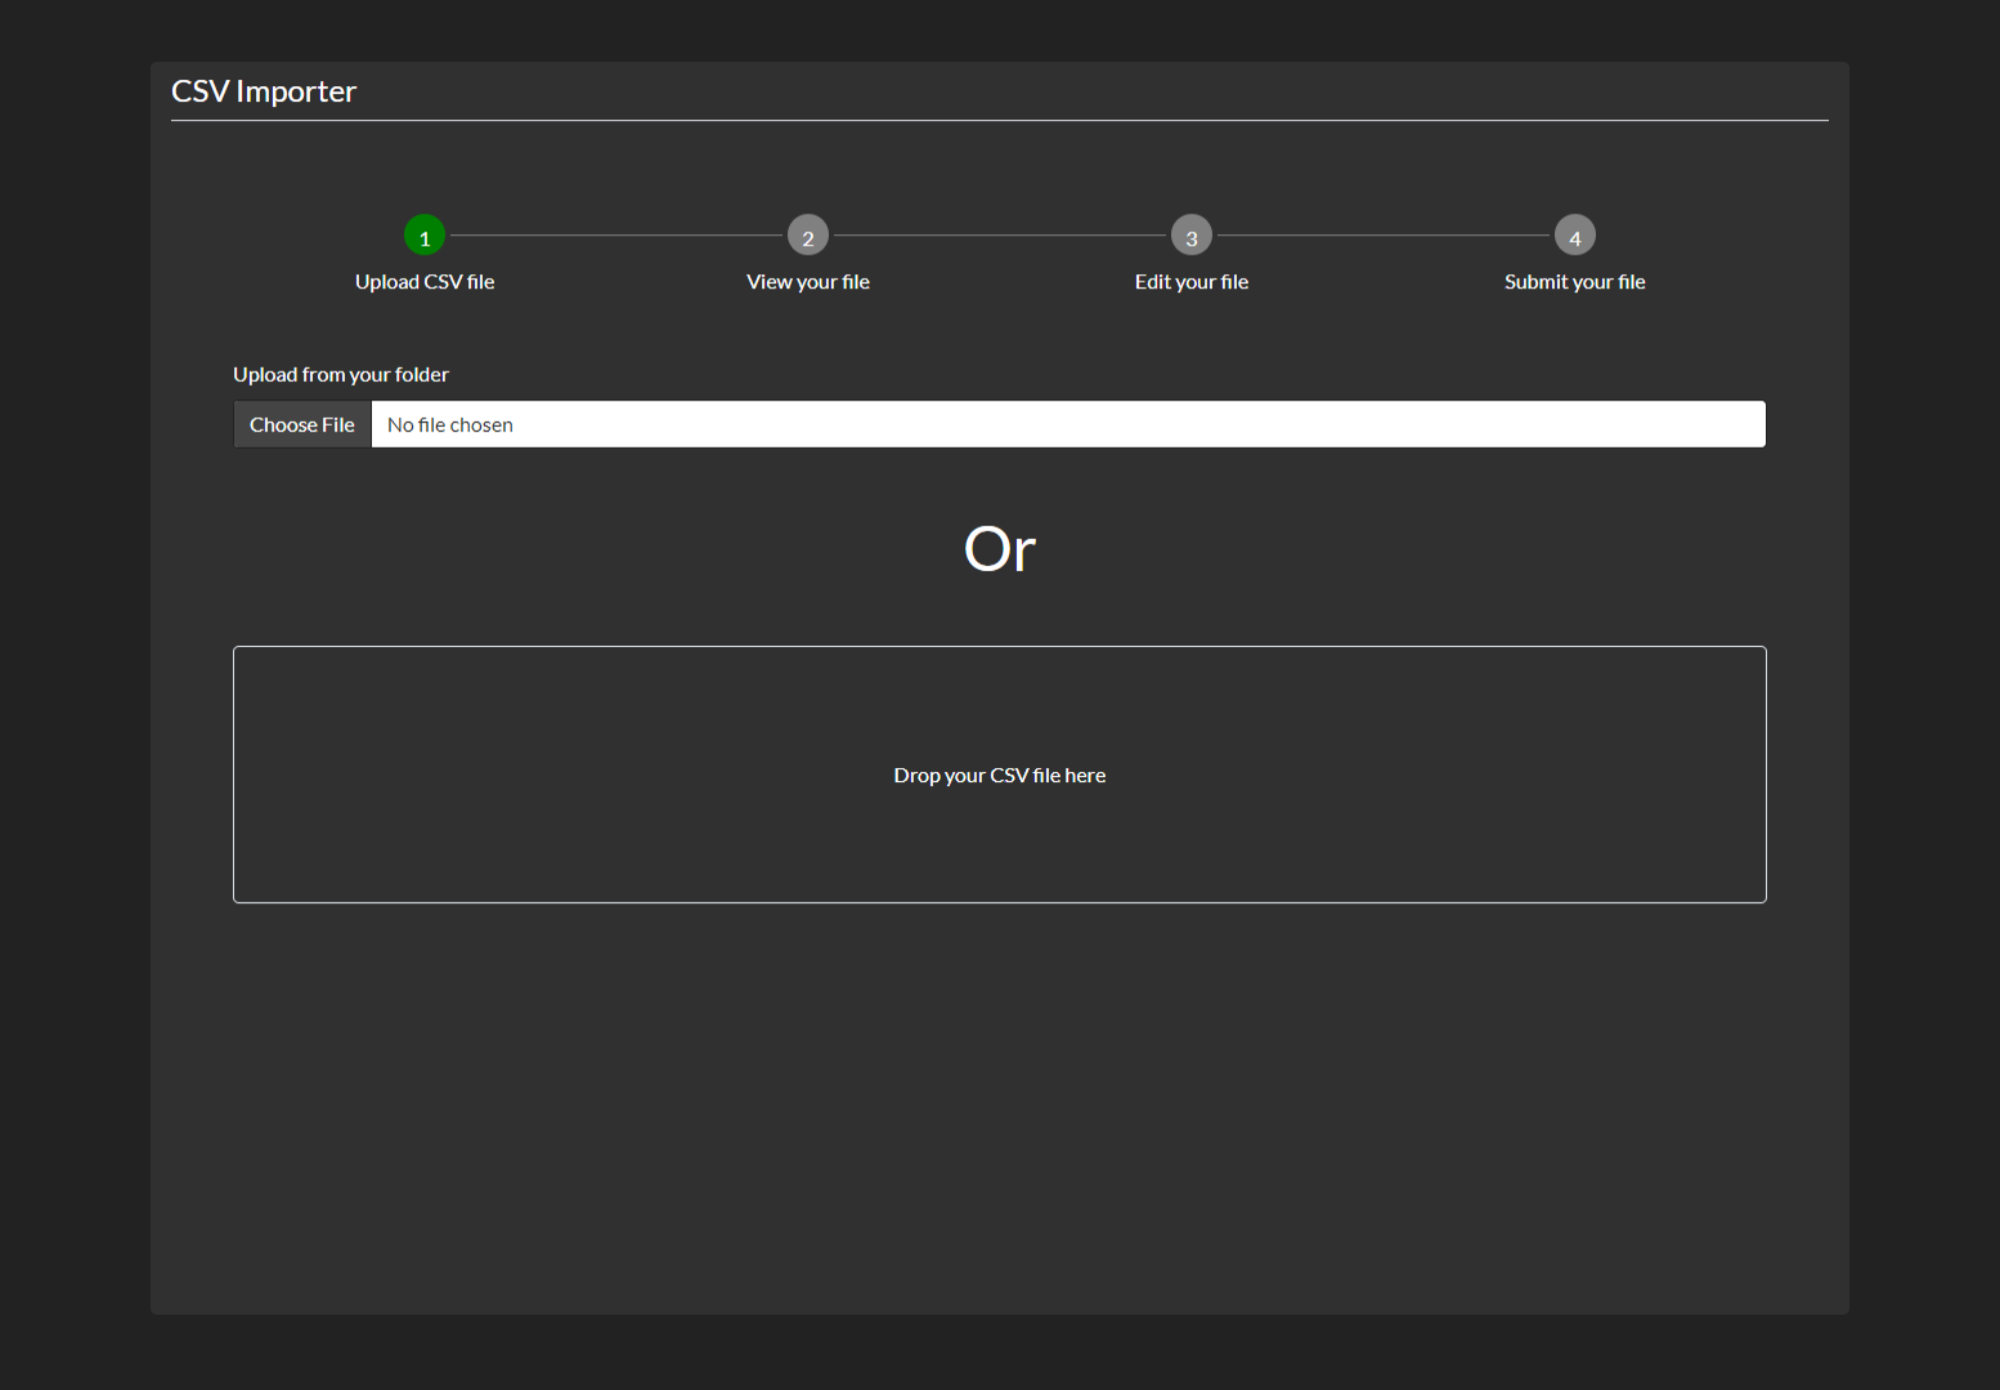 CSV Importer
1
2
3
4
Upload CSV file
View your file
Edit your file
Submit your file
Upload from your folder
Choose File
No file chosen
Or
Drop your CSV file here